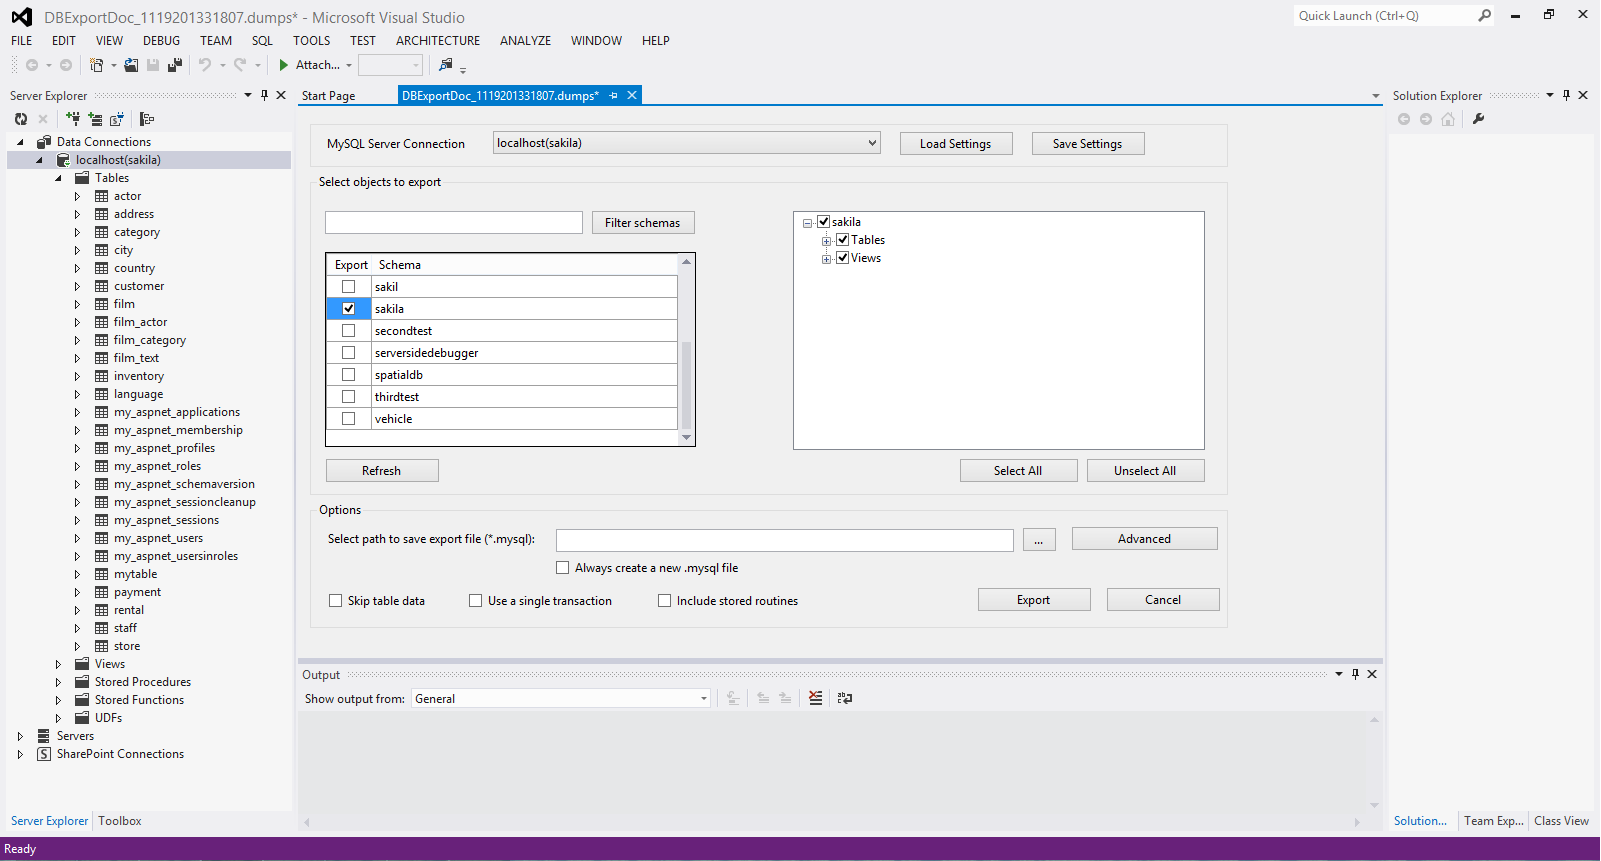 DBExportDoc_1119201331807.dumps* - Microsoft Visual Studio
Quick Launch (Ctrl+Q)
FILE EDIT VIEW DEBUG TEAM SQL TOOLS TEST ARCHITECTURE ANALYZE WINDOW HELP
Attach...
Server Explorer
Data Connections
localhost(sakila)
Tables
actor
address
category
city
country
customer
film
film_actor
film_category
film_text
inventory
language
my_aspnet_applications
my_aspnet_membership
my_aspnet_profiles
my_aspnet_roles
my_aspnet_schemaversion
my_aspnet_sessioncleanup
my_aspnet_sessions
my_aspnet_users
my_aspnet_usersinroles
mytable
payment
rental
staff
store
Views
Stored Procedures
Stored Functions
UDFs
Servers
SharePoint Connections
Server Explorer Toolbox
Start Page DBExportDoc_1119201331807.dumps*
MySQL Server Connection localhost(sakila) Load Settings Save Settings
Select objects to export
Filter schemas
Export Schema
sakil
sakila
secondtest
serversidedebugger
spatialdb
thirdtest
vehicle
Refresh
sakila
Tables
Views
Select All Unselect All
Options
Select path to save export file (*.mysql): ... Advanced
Always create a new .mysql file
Skip table data Use a single transaction Include stored routines Export Cancel
Output
Show output from: General
Solution Explorer
Solution... Team Exp... Class View
Ready